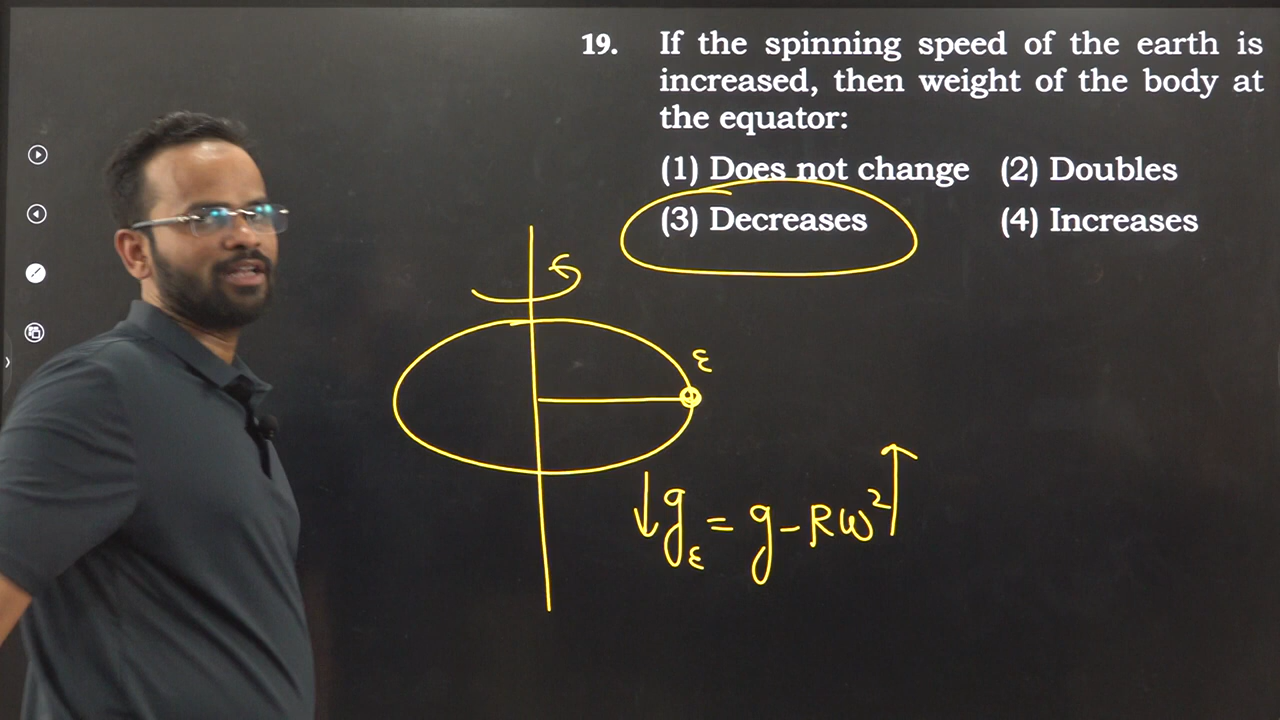 19. If the spinning speed of the earth is
increased, then weight of the body at
the equator:
(1) Does not change (2) Doubles
(3) Decreases (4) Increases
ε
↓gε = g - Rω²↑